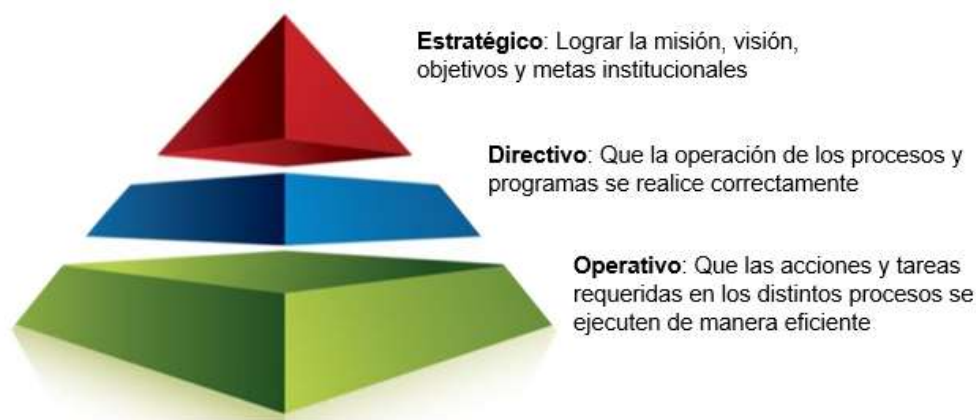 Estratégico: Lograr la misión, visión,
objetivos y metas institucionales
Directivo: Que la operación de los procesos y
programas se realice correctamente
Operativo: Que las acciones y tareas
requeridas en los distintos procesos se
ejecuten de manera eficiente